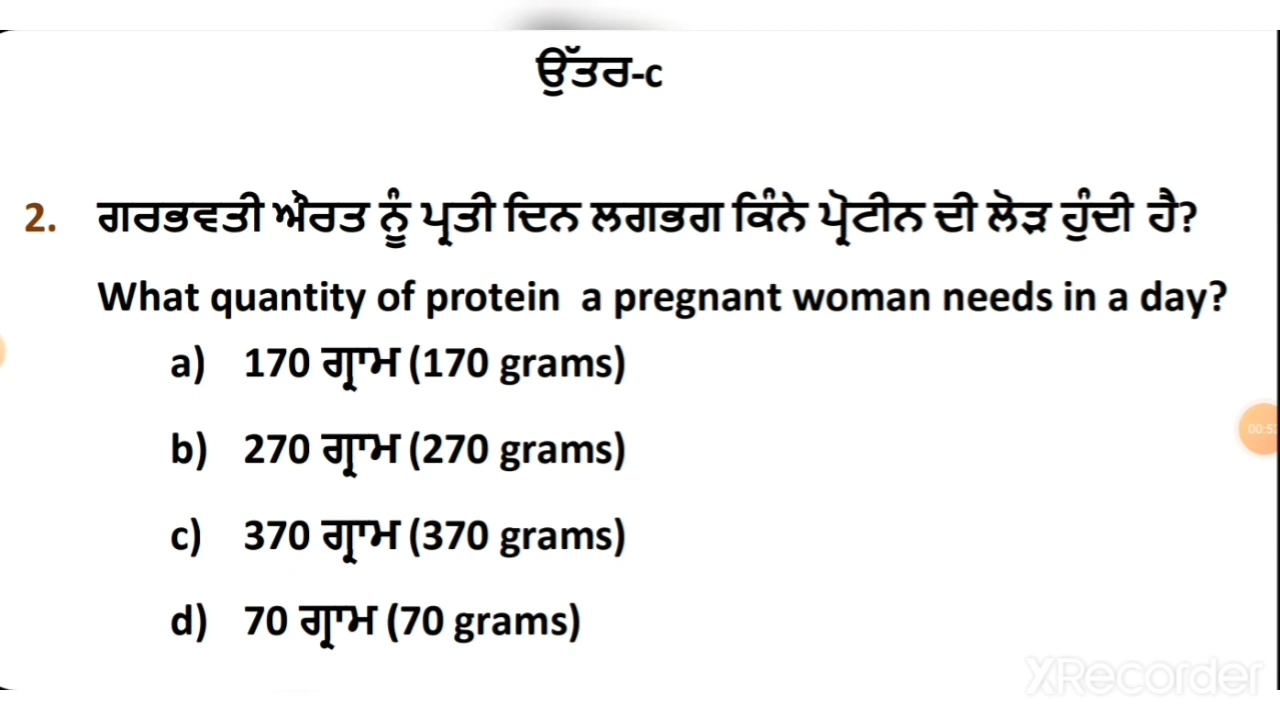 ਉੱਤਰ-c
2. ਗਰਭਵਤੀ ਔਰਤ ਨੂੰ ਪ੍ਰਤੀ ਦਿਨ ਲਗਭਗ ਕਿੰਨੇ ਪ੍ਰੋਟੀਨ ਦੀ ਲੋੜ ਹੁੰਦੀ ਹੈ?
What quantity of protein a pregnant woman needs in a day?
a) 170 ਗ੍ਰਾਮ (170 grams)
b) 270 ਗ੍ਰਾਮ (270 grams)
c) 370 ਗ੍ਰਾਮ (370 grams)
d) 70 ਗ੍ਰਾਮ (70 grams)
XRecorder